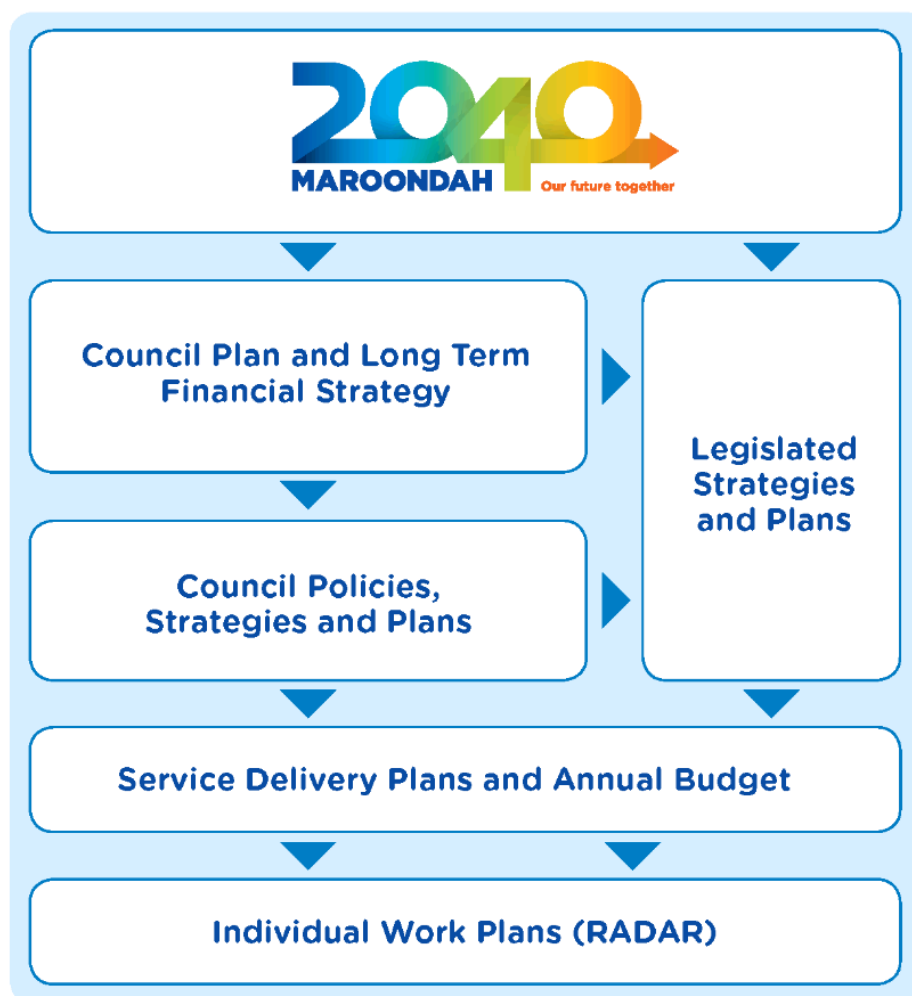 2040
MAROONDAH
Our future together
Council Plan and Long Term
Financial Strategy
Legislated
Strategies
and Plans
Council Policies,
Strategies and Plans
Service Delivery Plans and Annual Budget
Individual Work Plans (RADAR)